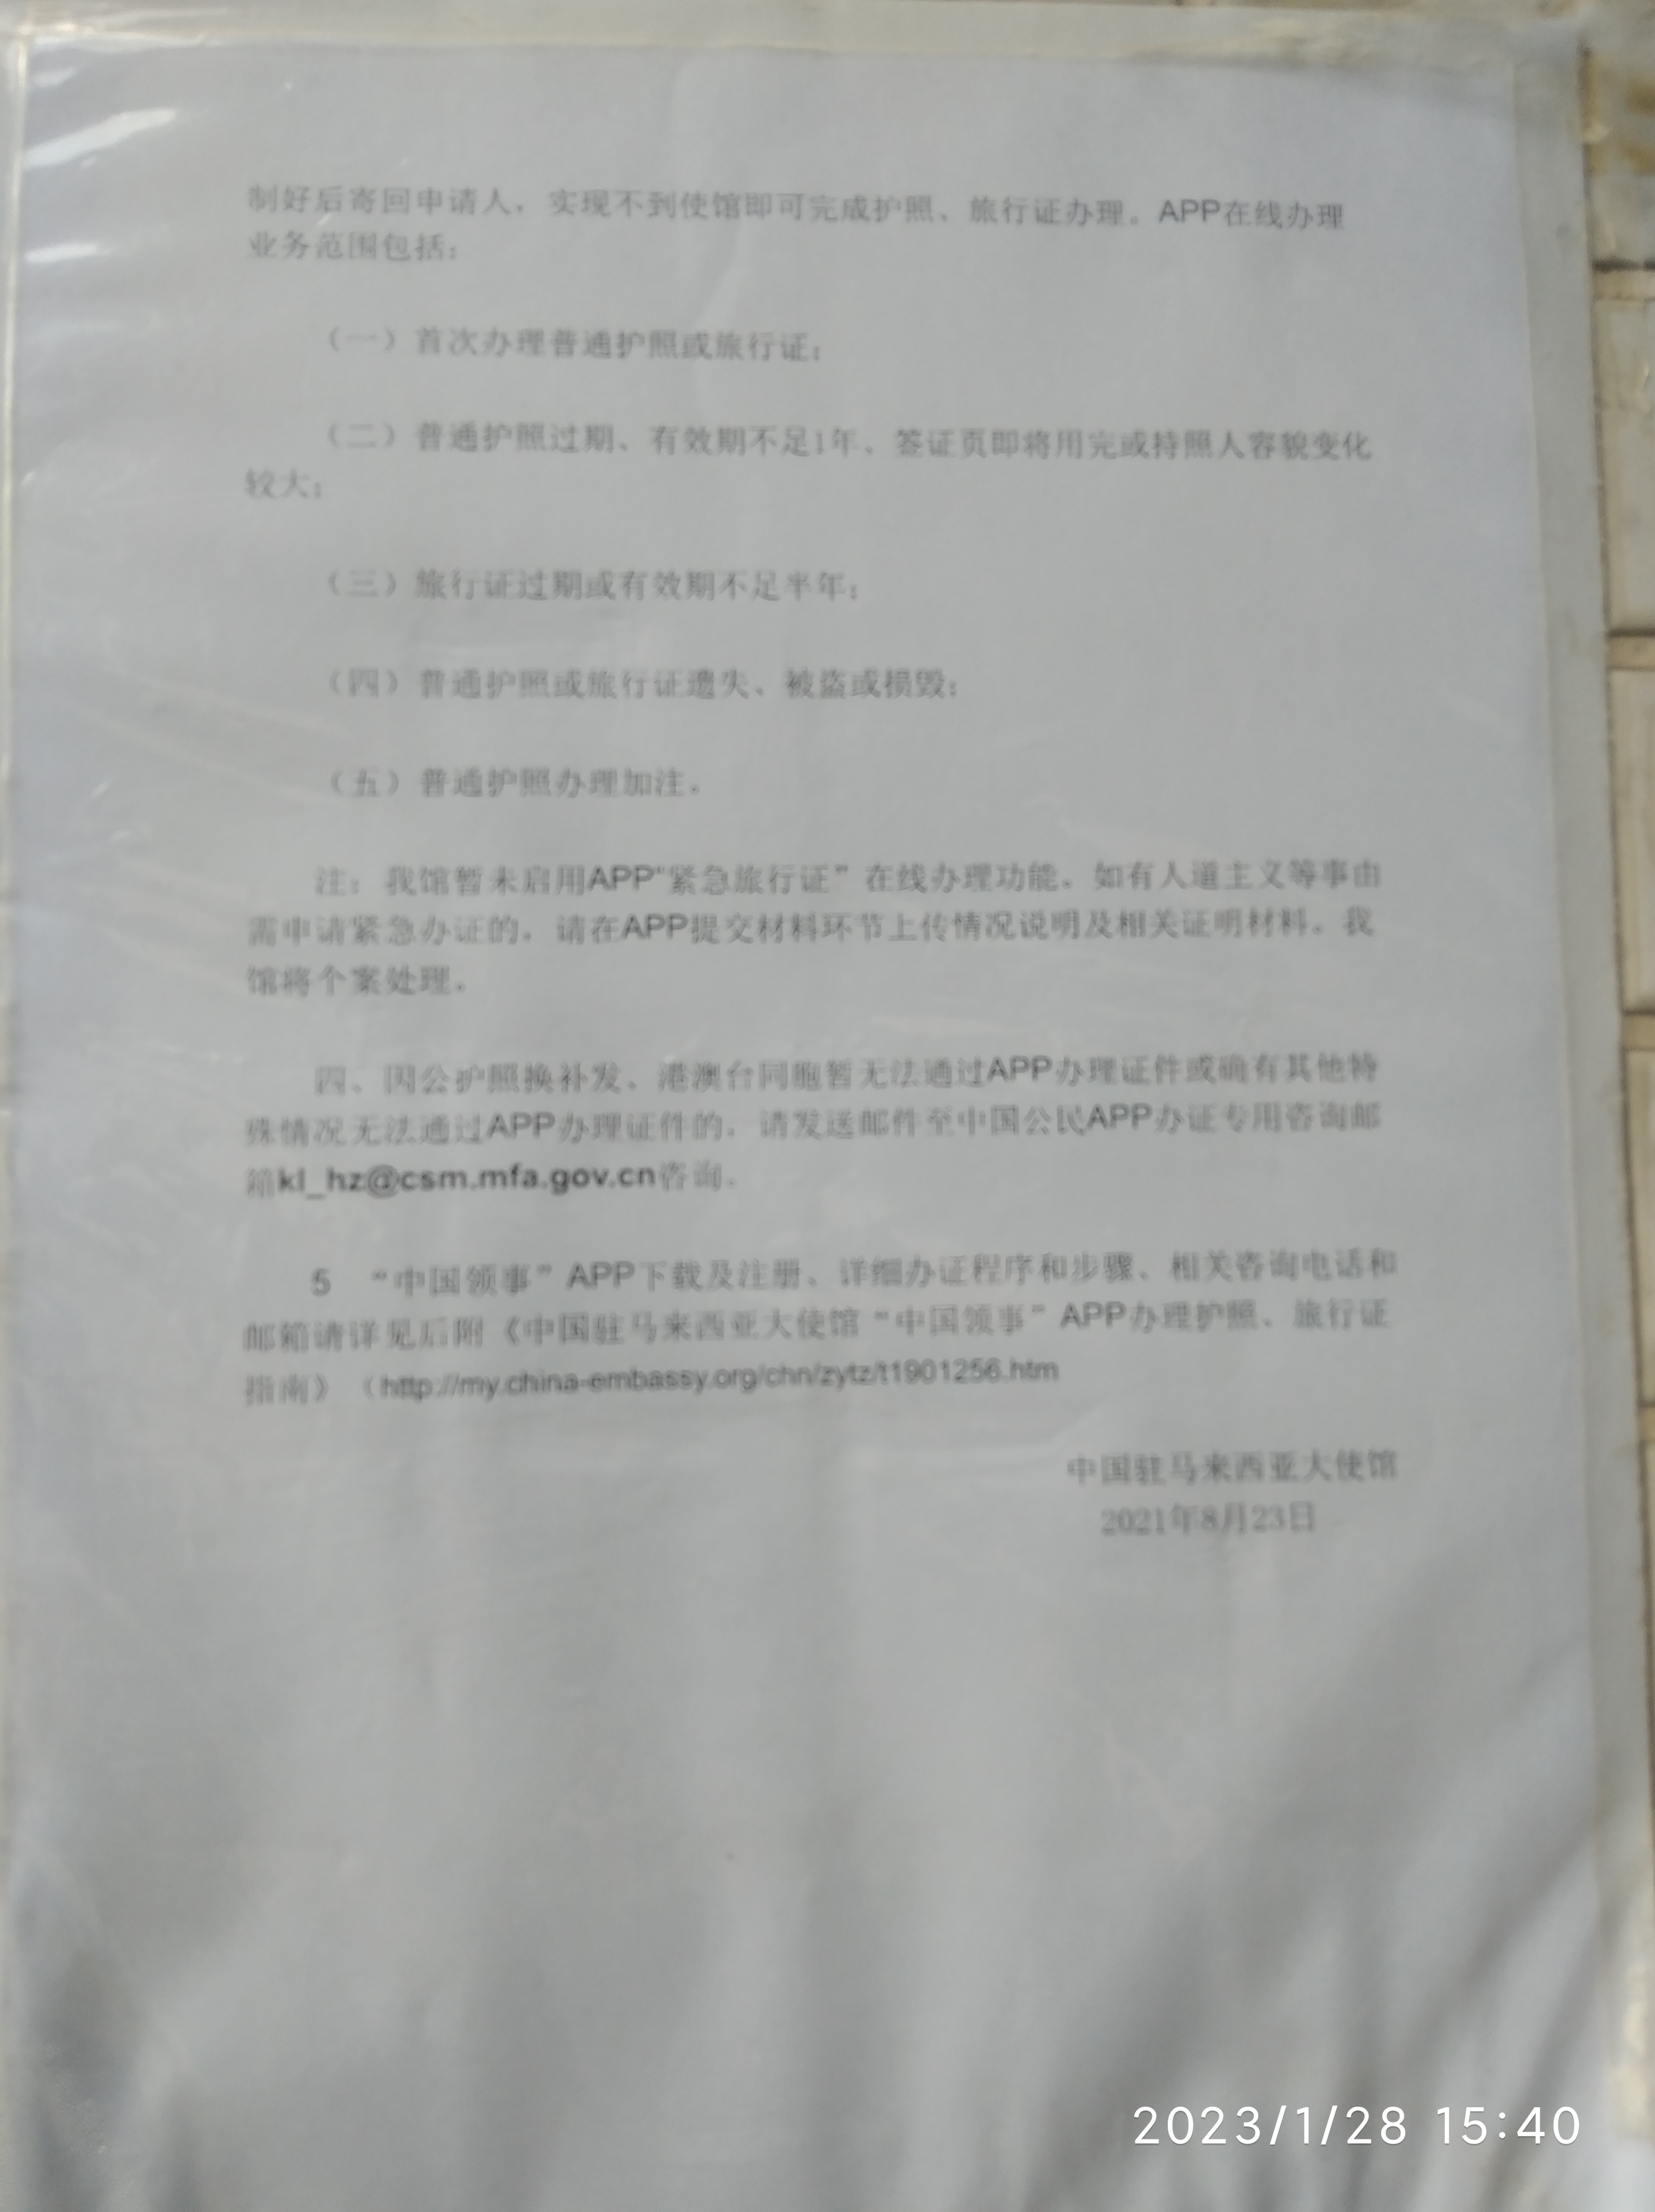 制好后寄回申请人，实现不到使馆即可完成护照、旅行证办理。APP在线办理
业务范围包括：
（一）首次办理普通护照或旅行证；
（二）普通护照过期、有效期不足1年、签证页即将用完或持照人容貌变化
较大；
（三）旅行证过期或有效期不足半年；
（四）普通护照或旅行证遗失、被盗或损毁；
（五）普通护照办理加注。
注：我馆暂未启用APP“紧急旅行证”在线办理功能。如有人道主义等事由
需申请紧急办证的，请在APP提交材料环节上传情况说明及相关证明材料。我
馆将个案处理。
四、因公护照换补发、港澳台同胞暂无法通过APP办理证件或确有其他特
殊情况无法通过APP办理证件的，请发送邮件至中国公民APP办证专用咨询邮
箱kl_hz@csm.mfa.gov.cn咨询。
5 “中国领事”APP下载及注册、详细办证程序和步骤、相关咨询电话和
邮箱请详见后附《中国驻马来西亚大使馆“中国领事”APP办理护照、旅行证
指南》（http://my.china-embassy.org/chn/zytz/t1901256.htm
中国驻马来西亚大使馆
2021年8月23日
2023/1/28 15:40